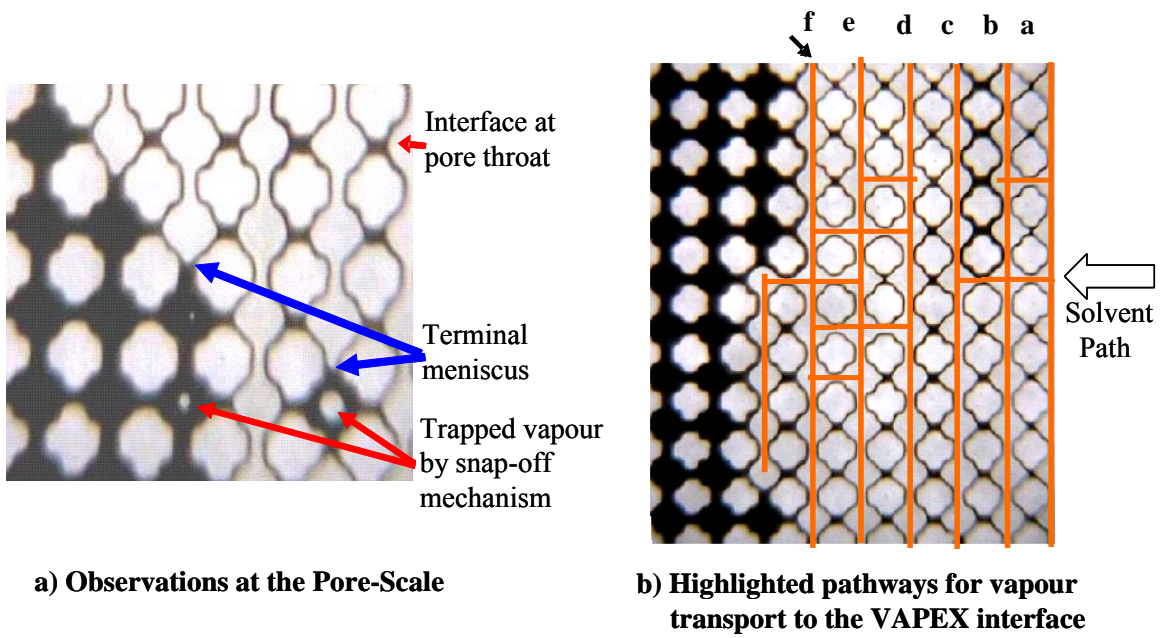 Interface at
pore throat
Terminal
meniscus
Trapped vapour
by snap-off
mechanism
a) Observations at the Pore-Scale
f e d c b a
Solvent
Path
b) Highlighted pathways for vapour
transport to the VAPEX interface